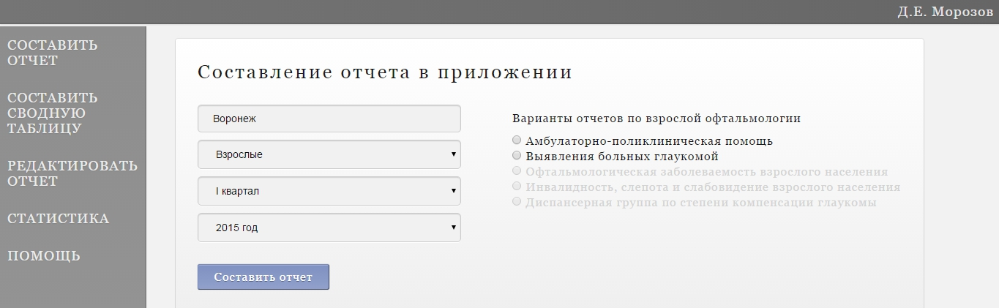 Д.Е. Морозов
СОСТАВИТЬ
ОТЧЕТ
СОСТАВИТЬ
СВОДНУЮ
ТАБЛИЦУ
РЕДАКТИРОВАТЬ
ОТЧЕТ
СТАТИСТИКА
ПОМОЩЬ
Составление отчета в приложении
Воронеж
Взрослые
I квартал
2015 год
Составить отчет
Варианты отчетов по взрослой офтальмологии
Амбулаторно-поликлиническая помощь
Выявления больных глаукомой
Офтальмологическая заболеваемость взрослого населения
Инвалидность, слепота и слабовидение взрослого населения
Диспансерная группа по степени компенсации глаукомы